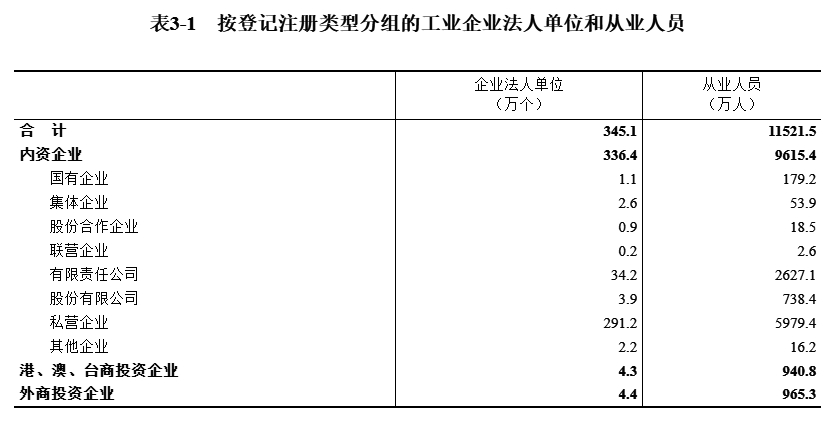 表3-1 按登记注册类型分组的工业企业法人单位和从业人员
企业法人单位 从业人员
（万个） （万人）
合 计 345.1 11521.5
内资企业 336.4 9615.4
国有企业 1.1 179.2
集体企业 2.6 53.9
股份合作企业 0.9 18.5
联营企业 0.2 2.6
有限责任公司 34.2 2627.1
股份有限公司 3.9 738.4
私营企业 291.2 5979.4
其他企业 2.2 16.2
港、澳、台商投资企业 4.3 940.8
外商投资企业 4.4 965.3